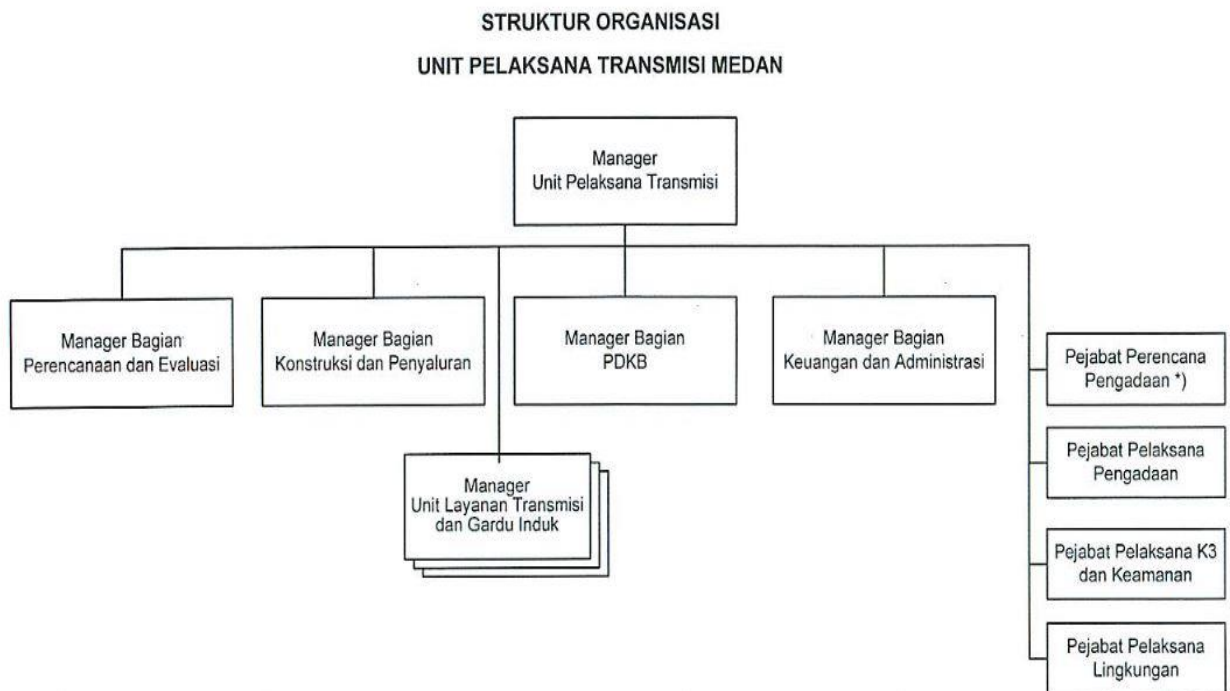 STRUKTUR ORGANISASI
UNIT PELAKSANA TRANSMISI MEDAN
Manager
Unit Pelaksana Transmisi
Manager Bagian
Perencanaan dan Evaluasi
Manager Bagian
Konstruksi dan Penyaluran
Manager Bagian
PDKB
Manager Bagian
Keuangan dan Administrasi
Manager
Unit Layanan Transmisi
dan Gardu Induk
Pejabat Perencana
Pengadaan *)
Pejabat Pelaksana
Pengadaan
Pejabat Pelaksana K3
dan Keamanan
Pejabat Pelaksana
Lingkungan